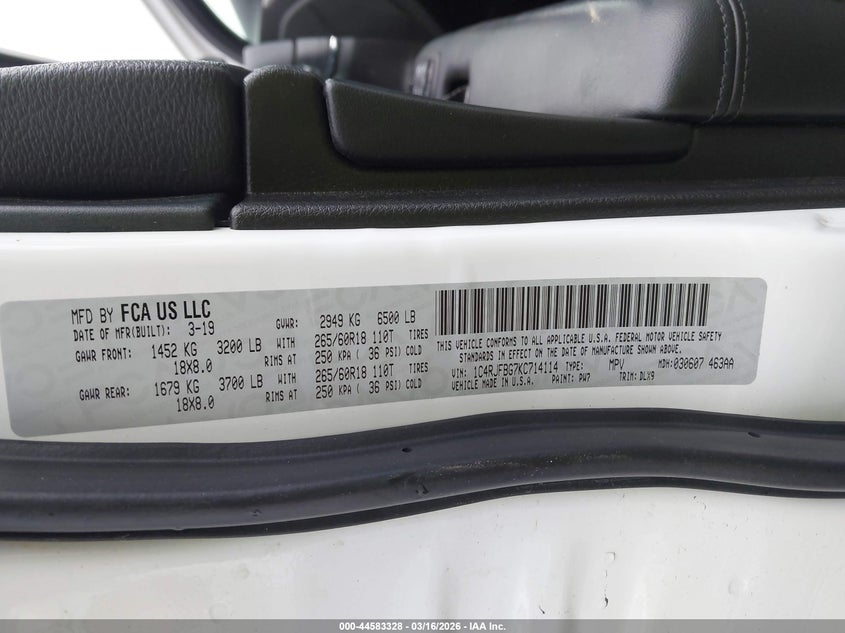 MFD BY FCA US LLC
DATE OF MFR(BUILT): 3-19 GVWR: 2949 KG 6500 LB
GAWR FRONT: 1452 KG 3200 LB WITH 265/60R18 110T TIRES
18X8.0 RIMS AT 250 KPA ( 36 PSI) COLD
GAWR REAR: 1679 KG 3700 LB WITH 265/60R18 110T TIRES
18X8.0 RIMS AT 250 KPA ( 36 PSI) COLD
THIS VEHICLE CONFORMS TO ALL APPLICABLE U.S.A. FEDERAL MOTOR VEHICLE SAFETY
STANDARDS IN EFFECT ON THE DATE OF MANUFACTURE SHOWN ABOVE.
VIN: 1C4RJFBG7KC714114 TYPE: MPV MDH: 030607 463AA
VEHICLE MADE IN U.S.A. PAINT: PW7 TRIM: DLX9
000-44583328 - 03/16/2026 - IAA Inc.